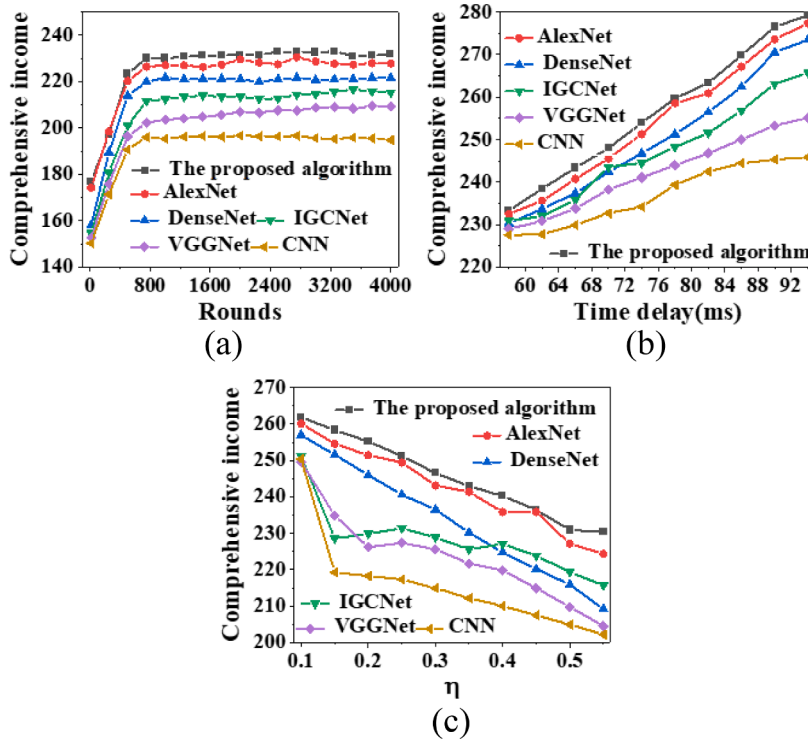 Comprehensive income
240
220
200
180
160
140
The proposed algorithm
AlexNet
DenseNet IGCNet
VGGNet CNN
0 800 1600 2400 3200 4000
Rounds
(a)
Comprehensive income
280
270
260
250
240
230
220
AlexNet
DenseNet
IGCNet
VGGNet
CNN
The proposed algorithm
60 64 68 72 76 80 84 88 92
Time delay(ms)
(b)
Comprehensive income
270
260
250
240
230
220
210
200
The proposed algorithm
AlexNet
DenseNet
IGCNet
VGGNet CNN
0.1 0.2 0.3 0.4 0.5
η
(c)